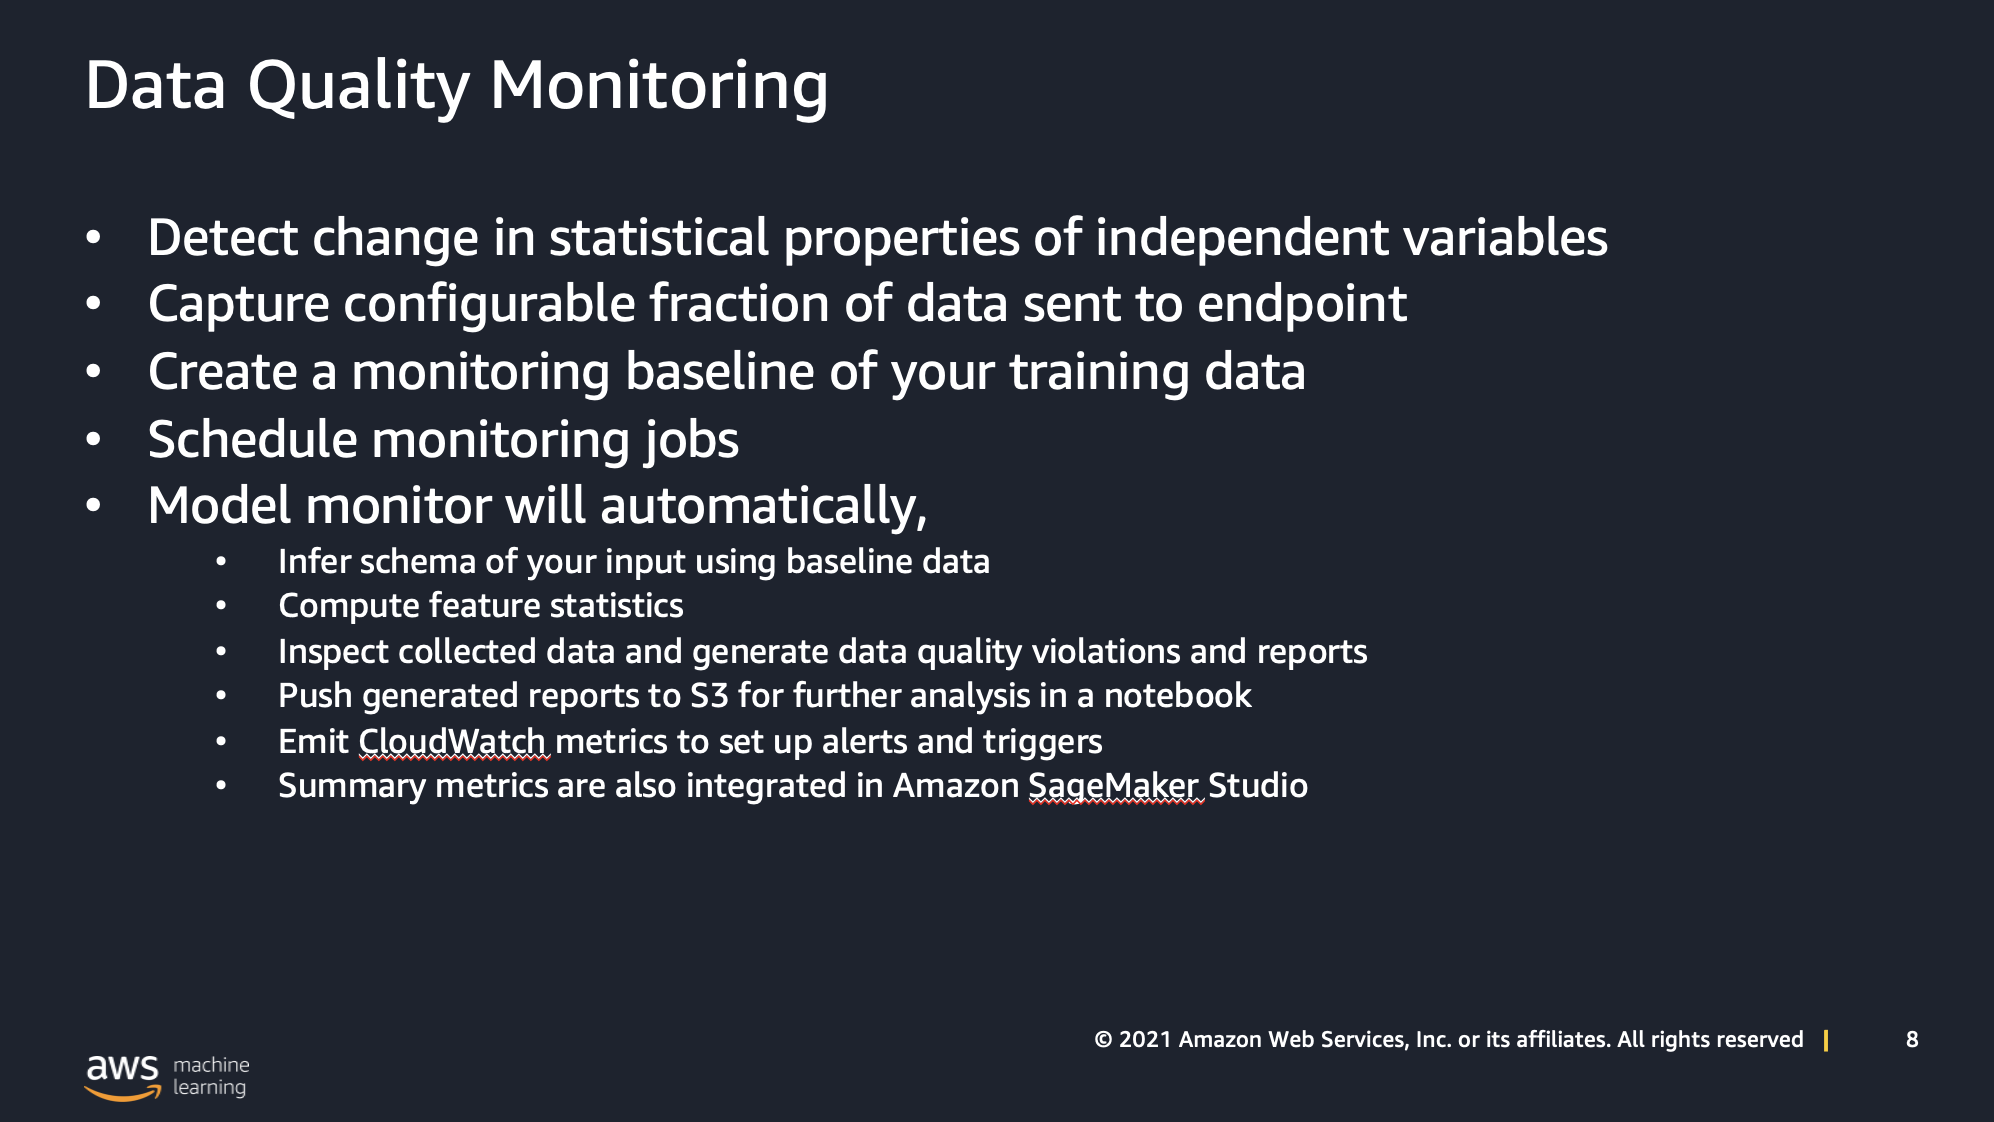 Data Quality Monitoring
• Detect change in statistical properties of independent variables
• Capture configurable fraction of data sent to endpoint
• Create a monitoring baseline of your training data
• Schedule monitoring jobs
• Model monitor will automatically,
• Infer schema of your input using baseline data
• Compute feature statistics
• Inspect collected data and generate data quality violations and reports
• Push generated reports to S3 for further analysis in a notebook
• Emit CloudWatch metrics to set up alerts and triggers
• Summary metrics are also integrated in Amazon SageMaker Studio
© 2021 Amazon Web Services, Inc. or its affiliates. All rights reserved | 8
aws machine
learning